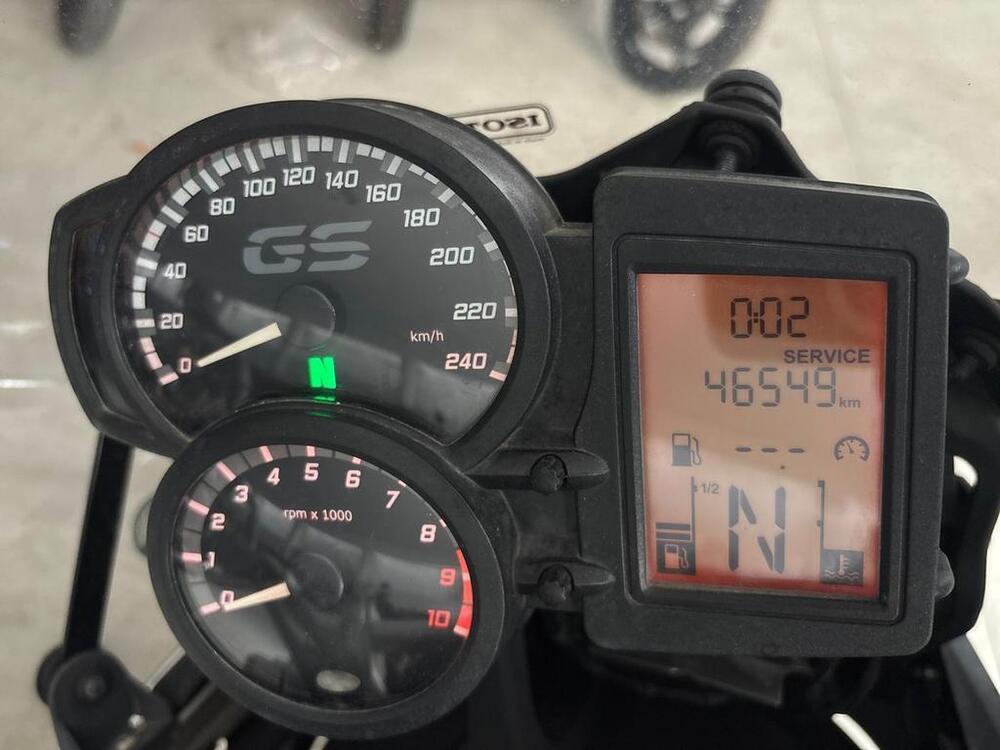 ISOT
0 20 40 60 80 100 120 140 160 180 200 220 240
GS
km/h
N
0 1 2 3 4 5 6 7 8 9 10
rpm x 1000
0:02
SERVICE
46549 km
---
1/2
N